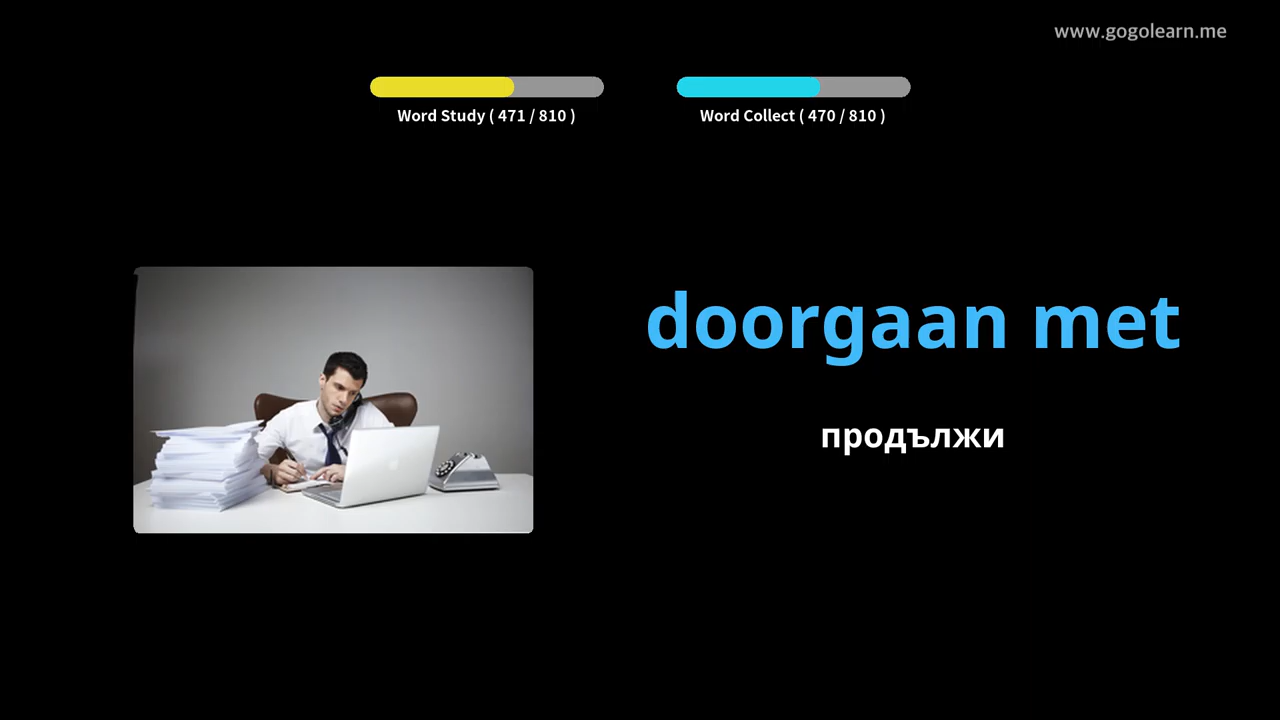 www.gogolearn.me
Word Study ( 471 / 810 )
Word Collect ( 470 / 810 )
doorgaan met
продължи